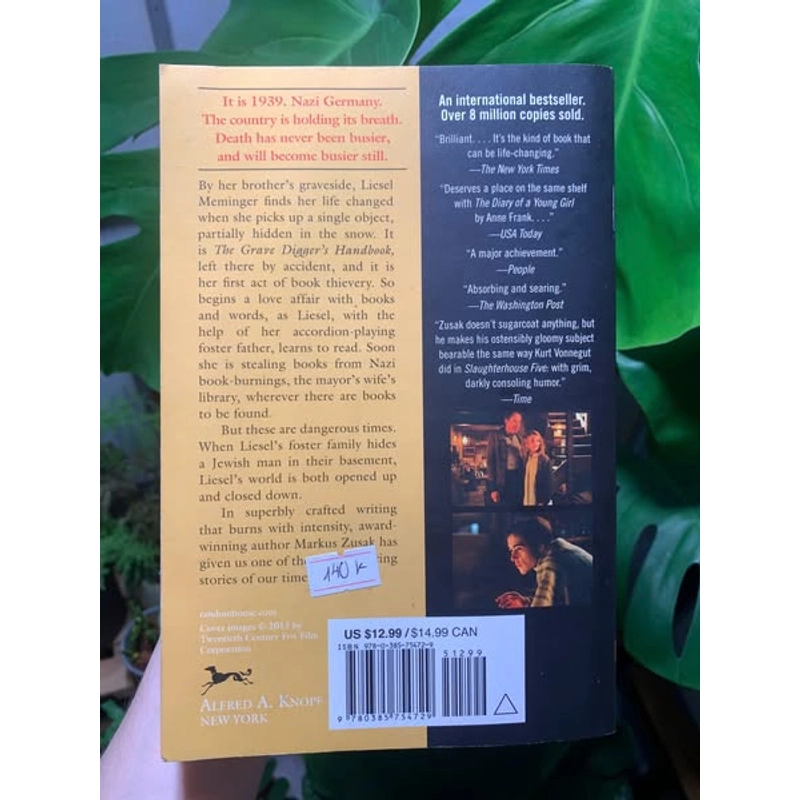 It is 1939. Nazi Germany.
The country is holding its breath.
Death has never been busier,
and will become busier still.
By her brother's graveside, Liesel
Meminger finds her life changed
when she picks up a single object,
partially hidden in the snow. It
is The Grave Digger's Handbook,
left there by accident, and it is
her first act of book thievery. So
begins a love affair with books
and words, as Liesel, with the
help of her accordion-playing
foster father, learns to read. Soon
she is stealing books from Nazi
book-burnings, the mayor's wife's
library, wherever there are books
to be found.
But these are dangerous times.
When Liesel's foster family hides
a Jewish man in their basement,
Liesel's world is both opened up
and closed down.
In superbly crafted writing
that burns with intensity, award-
winning author Markus Zusak has
given us one of the
stories of our time
140 K
randomhouse.com
Cover images © 2013 by
Twentieth Century Fox Film
Corporation
ALFRED A. KNOPF
NEW YORK
An international bestseller.
Over 8 million copies sold.
"Brilliant. . . . It's the kind of book that
can be life-changing."
—The New York Times
"Deserves a place on the same shelf
with The Diary of a Young Girl
by Anne Frank. . . ."
—USA Today
"A major achievement."
—People
"Absorbing and searing."
—The Washington Post
"Zusak doesn't sugarcoat anything, but
he makes his ostensibly gloomy subject
bearable the same way Kurt Vonnegut
did in Slaughterhouse Five: with grim,
darkly consoling humor."
—Time
US $12.99 / $14.99 CAN
ISBN 978-0-385-75472-9
51299
9 780385 754729